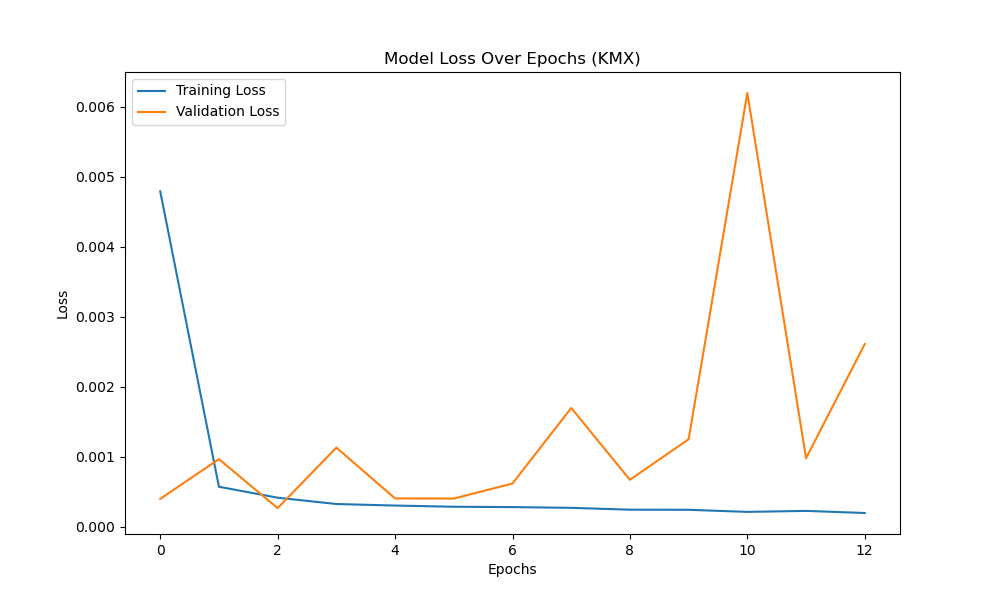 Model Loss Over Epochs (KMX)
Training Loss
Validation Loss
0.006
0.005
0.004
0.003
0.002
0.001
0.000
Loss
0 2 4 6 8 10 12
Epochs